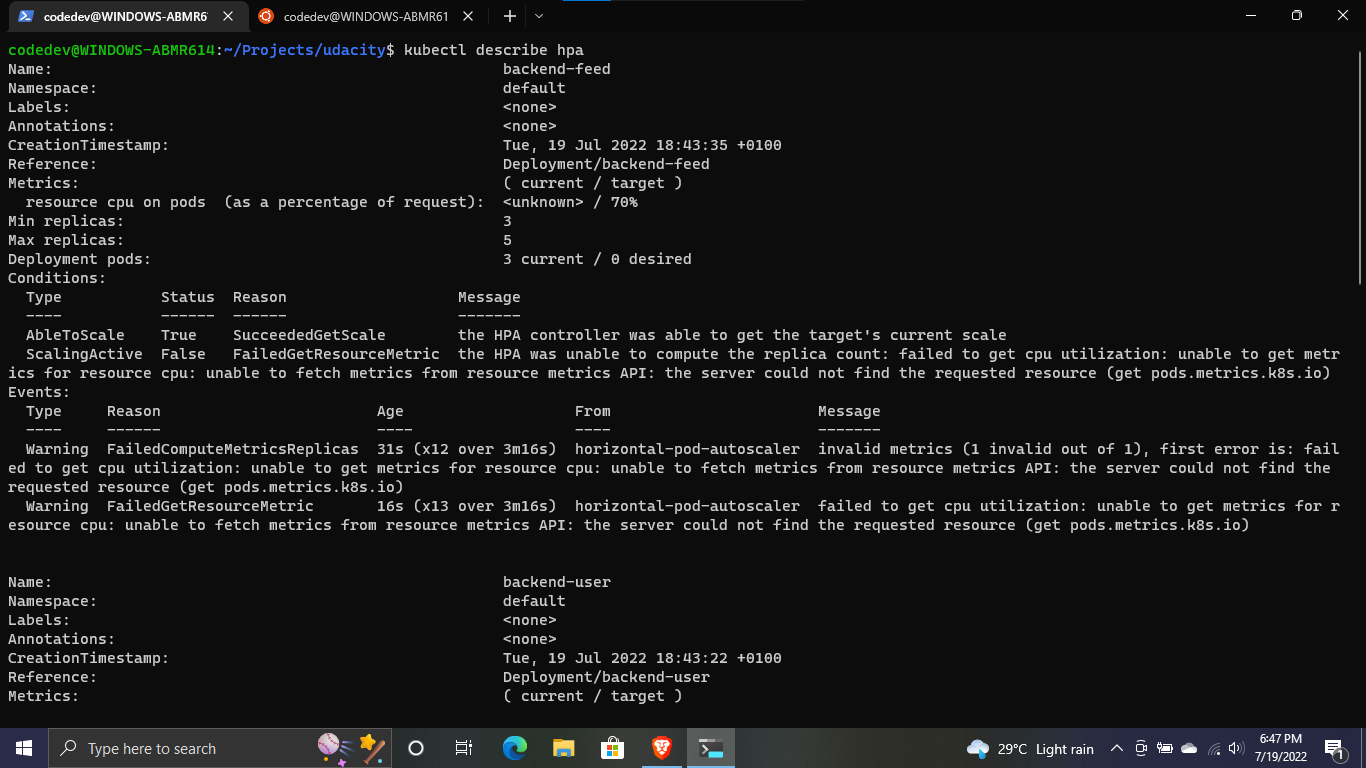 codedev@WINDOWS-ABMR6
codedev@WINDOWS-ABMR61
codedev@WINDOWS-ABMR614:~/Projects/udacity$ kubectl describe hpa
Name: backend-feed
Namespace: default
Labels: <none>
Annotations: <none>
CreationTimestamp: Tue, 19 Jul 2022 18:43:35 +0100
Reference: Deployment/backend-feed
Metrics: ( current / target )
resource cpu on pods (as a percentage of request): <unknown> / 70%
Min replicas: 3
Max replicas: 5
Deployment pods: 3 current / 0 desired
Conditions:
Type Status Reason Message
---- ------ ------ -------
AbleToScale True SucceededGetScale the HPA controller was able to get the target's current scale
ScalingActive False FailedGetResourceMetric the HPA was unable to compute the replica count: failed to get cpu utilization: unable to get metr
ics for resource cpu: unable to fetch metrics from resource metrics API: the server could not find the requested resource (get pods.metrics.k8s.io)
Events:
Type Reason Age From Message
---- ------ ---- ---- -------
Warning FailedComputeMetricsReplicas 31s (x12 over 3m16s) horizontal-pod-autoscaler invalid metrics (1 invalid out of 1), first error is: fail
ed to get cpu utilization: unable to get metrics for resource cpu: unable to fetch metrics from resource metrics API: the server could not find the
requested resource (get pods.metrics.k8s.io)
Warning FailedGetResourceMetric 16s (x13 over 3m16s) horizontal-pod-autoscaler failed to get cpu utilization: unable to get metrics for r
esource cpu: unable to fetch metrics from resource metrics API: the server could not find the requested resource (get pods.metrics.k8s.io)
Name: backend-user
Namespace: default
Labels: <none>
Annotations: <none>
CreationTimestamp: Tue, 19 Jul 2022 18:43:22 +0100
Reference: Deployment/backend-user
Metrics: ( current / target )
Type here to search
29°C Light rain
6:47 PM
7/19/2022
1